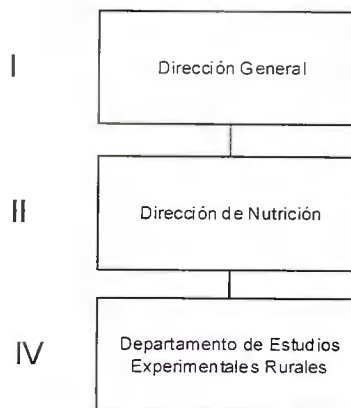 I
Dirección General
II
Dirección de Nutrición
IV
Departamento de Estudios
Experimentales Rurales